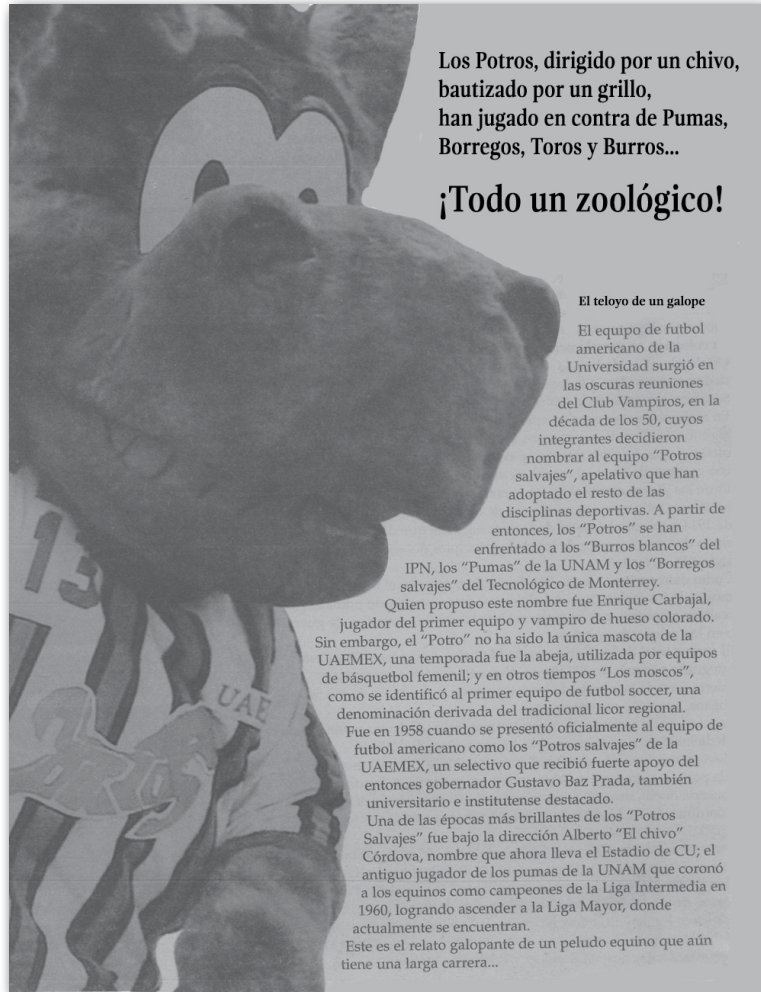 Los Potros, dirigido por un chivo,
bautizado por un grillo,
han jugado en contra de Pumas,
Borregos, Toros y Burros...
¡Todo un zoológico!
El teloyo de un galope
El equipo de futbol
americano de la
Universidad surgió en
las oscuras reuniones
del Club Vampiros, en la
década de los 50, cuyos
integrantes decidieron
nombrar al equipo “Potros
salvajes”, apelativo que han
adoptado el resto de las
disciplinas deportivas. A partir de
entonces, los “Potros” se han
enfrentado a los “Burros blancos” del
IPN, los “Pumas” de la UNAM y los “Borregos
salvajes” del Tecnológico de Monterrey.
Quien propuso este nombre fue Enrique Carbajal,
jugador del primer equipo y vampiro de hueso colorado.
Sin embargo, el “Potro” no ha sido la única mascota de la
UAEMEX, una temporada fue la abeja, utilizada por equipos
de básquetbol femenil; y en otros tiempos “Los moscos”,
como se identificó al primer equipo de futbol soccer, una
denominación derivada del tradicional licor regional.
Fue en 1958 cuando se presentó oficialmente al equipo de
futbol americano como los “Potros salvajes” de la
UAEMEX, un selectivo que recibió fuerte apoyo del
entonces gobernador Gustavo Baz Prada, también
universitario e institutense destacado.
Una de las épocas más brillantes de los “Potros
Salvajes” fue bajo la dirección Alberto “El chivo”
Córdova, nombre que ahora lleva el Estadio de CU; el
antiguo jugador de los pumas de la UNAM que coronó
a los equinos como campeones de la Liga Intermedia en
1960, logrando ascender a la Liga Mayor, donde
actualmente se encuentran.
Este es el relato galopante de un peludo equino que aún
tiene una larga carrera...
13
UAE